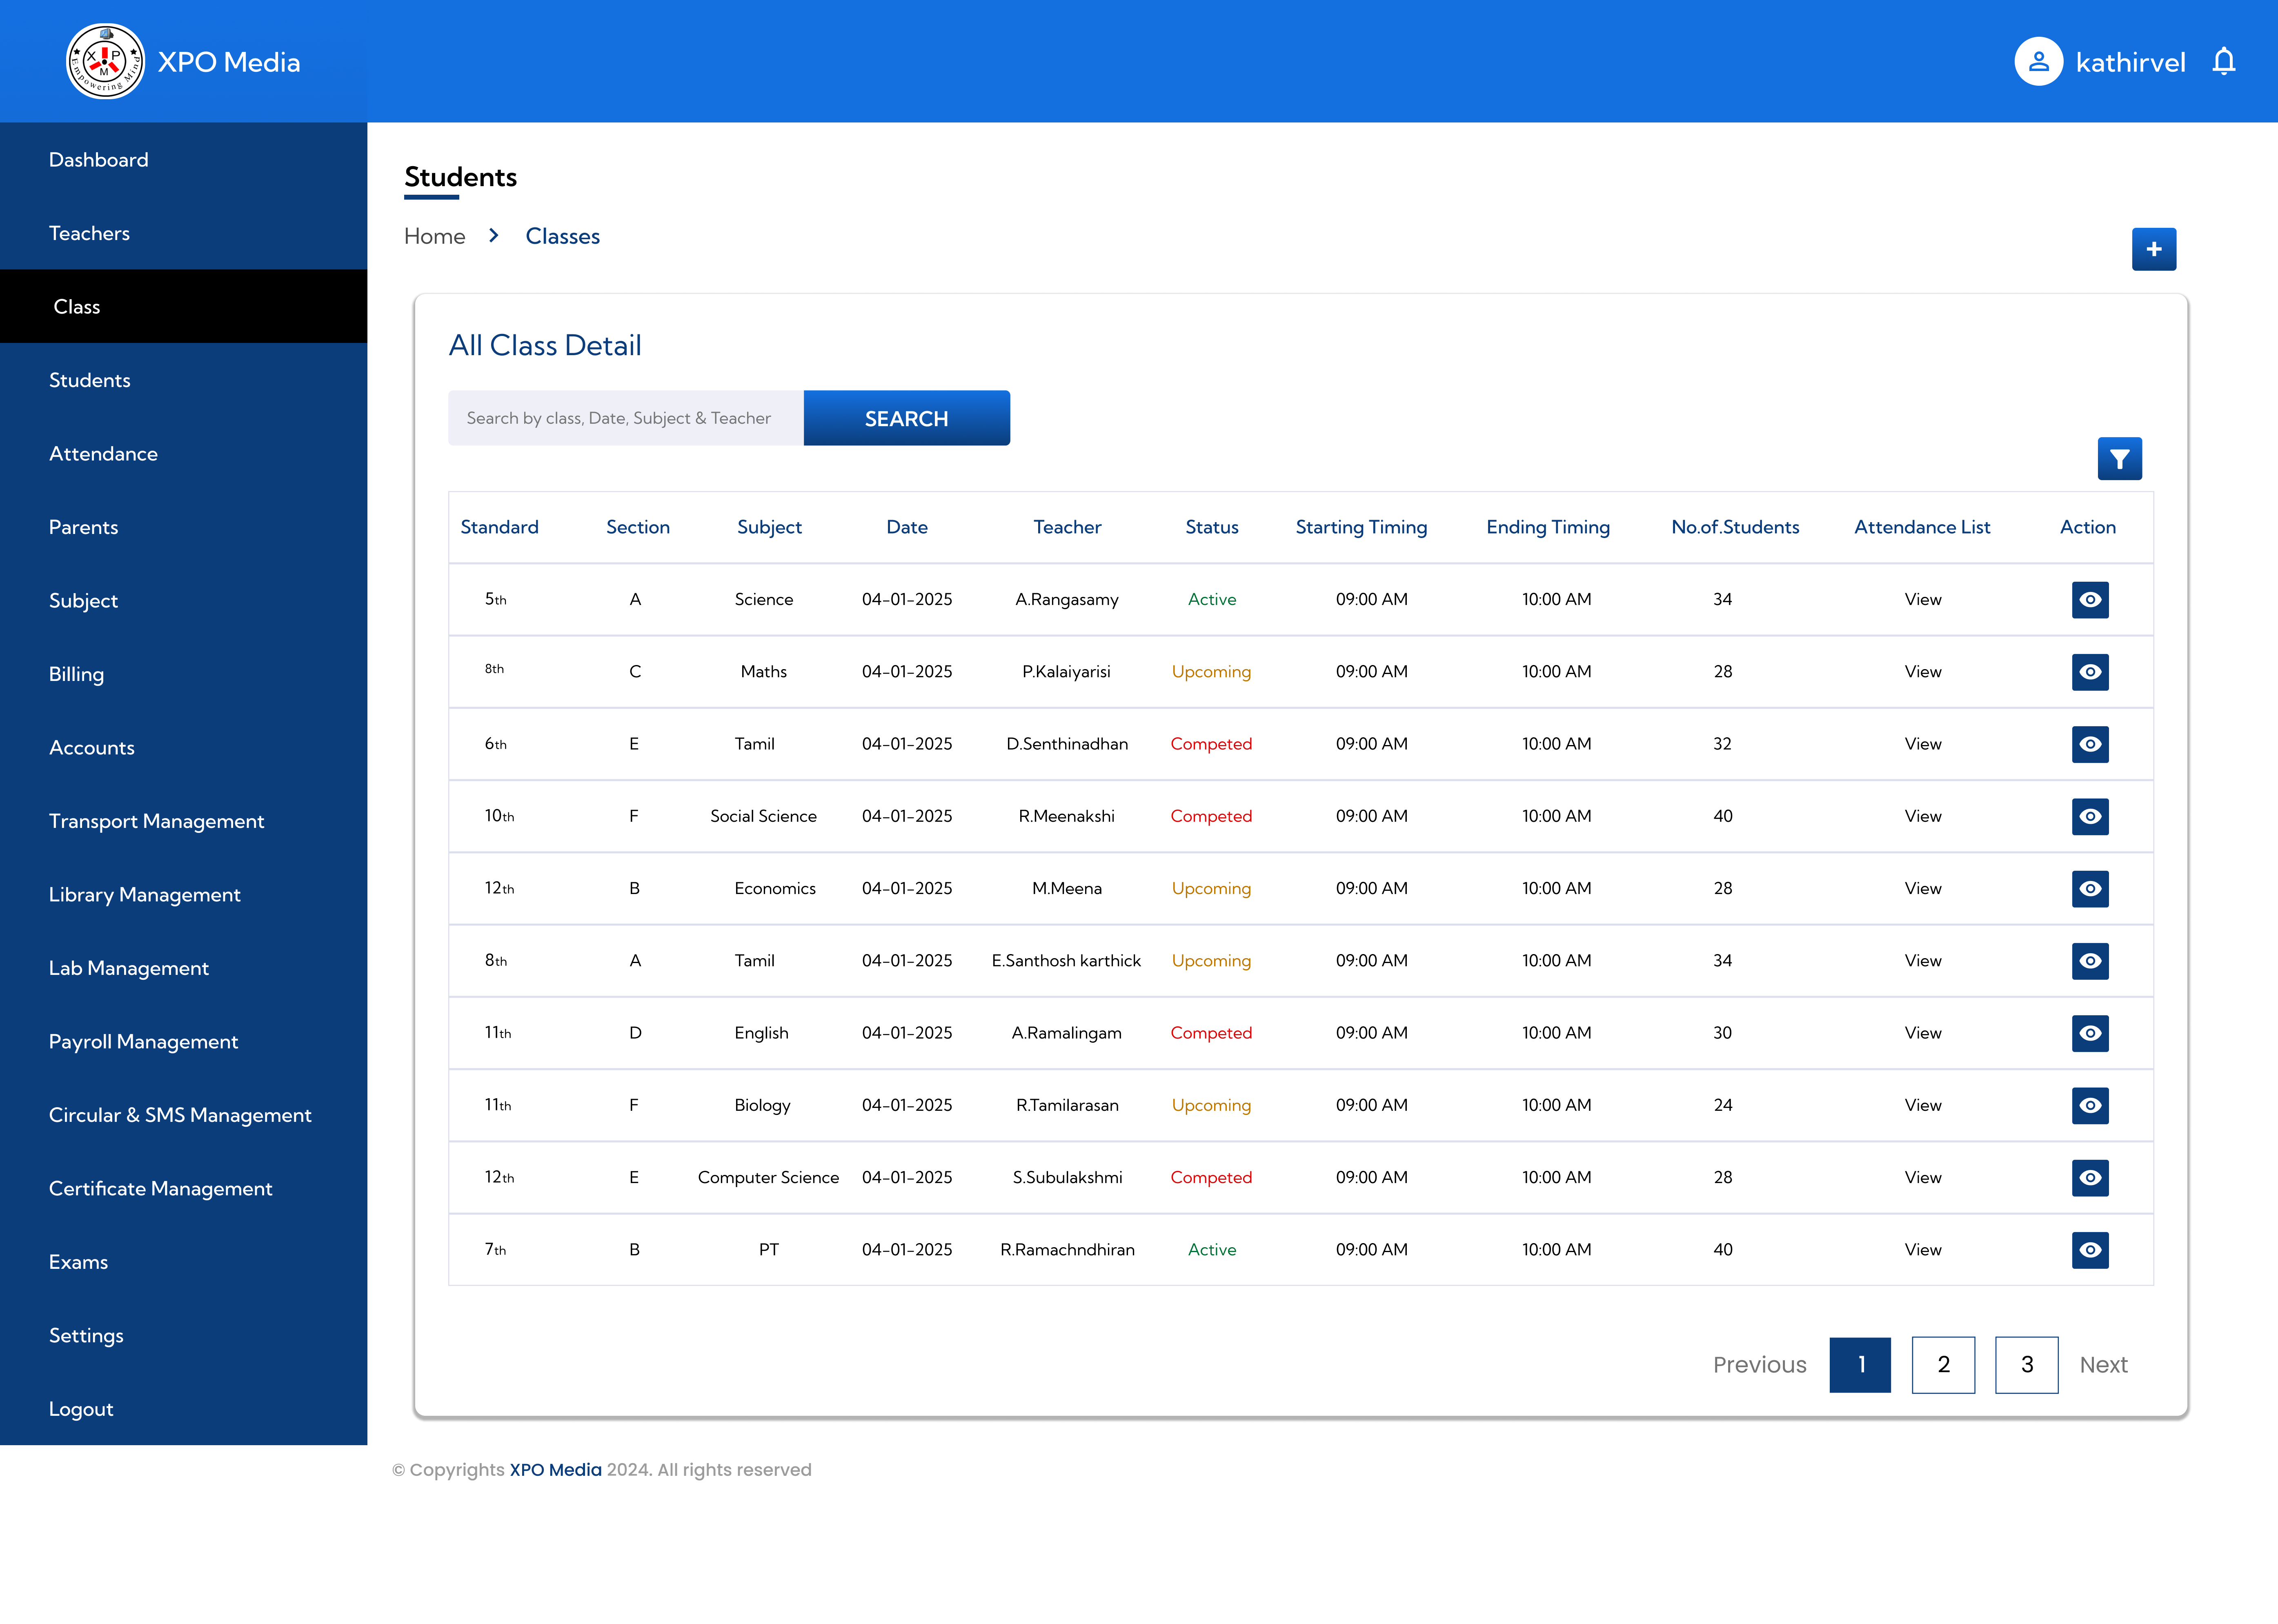 X P M
Empowering Mind
XPO Media
kathirvel
Dashboard
Teachers
Class
Students
Attendance
Parents
Subject
Billing
Accounts
Transport Management
Library Management
Lab Management
Payroll Management
Circular & SMS Management
Certificate Management
Exams
Settings
Logout
Students
Home > Classes
+
All Class Detail
Search by class, Date, Subject & Teacher SEARCH
Standard Section Subject Date Teacher Status Starting Timing Ending Timing No.of.Students Attendance List Action
5th A Science 04-01-2025 A.Rangasamy Active 09:00 AM 10:00 AM 34 View
8th C Maths 04-01-2025 P.Kalaiyarisi Upcoming 09:00 AM 10:00 AM 28 View
6th E Tamil 04-01-2025 D.Senthinadhan Competed 09:00 AM 10:00 AM 32 View
10th F Social Science 04-01-2025 R.Meenakshi Competed 09:00 AM 10:00 AM 40 View
12th B Economics 04-01-2025 M.Meena Upcoming 09:00 AM 10:00 AM 28 View
8th A Tamil 04-01-2025 E.Santhosh karthick Upcoming 09:00 AM 10:00 AM 34 View
11th D English 04-01-2025 A.Ramalingam Competed 09:00 AM 10:00 AM 30 View
11th F Biology 04-01-2025 R.Tamilarasan Upcoming 09:00 AM 10:00 AM 24 View
12th E Computer Science 04-01-2025 S.Subulakshmi Competed 09:00 AM 10:00 AM 28 View
7th B PT 04-01-2025 R.Ramachndhiran Active 09:00 AM 10:00 AM 40 View
Previous 1 2 3 Next
© Copyrights XPO Media 2024. All rights reserved